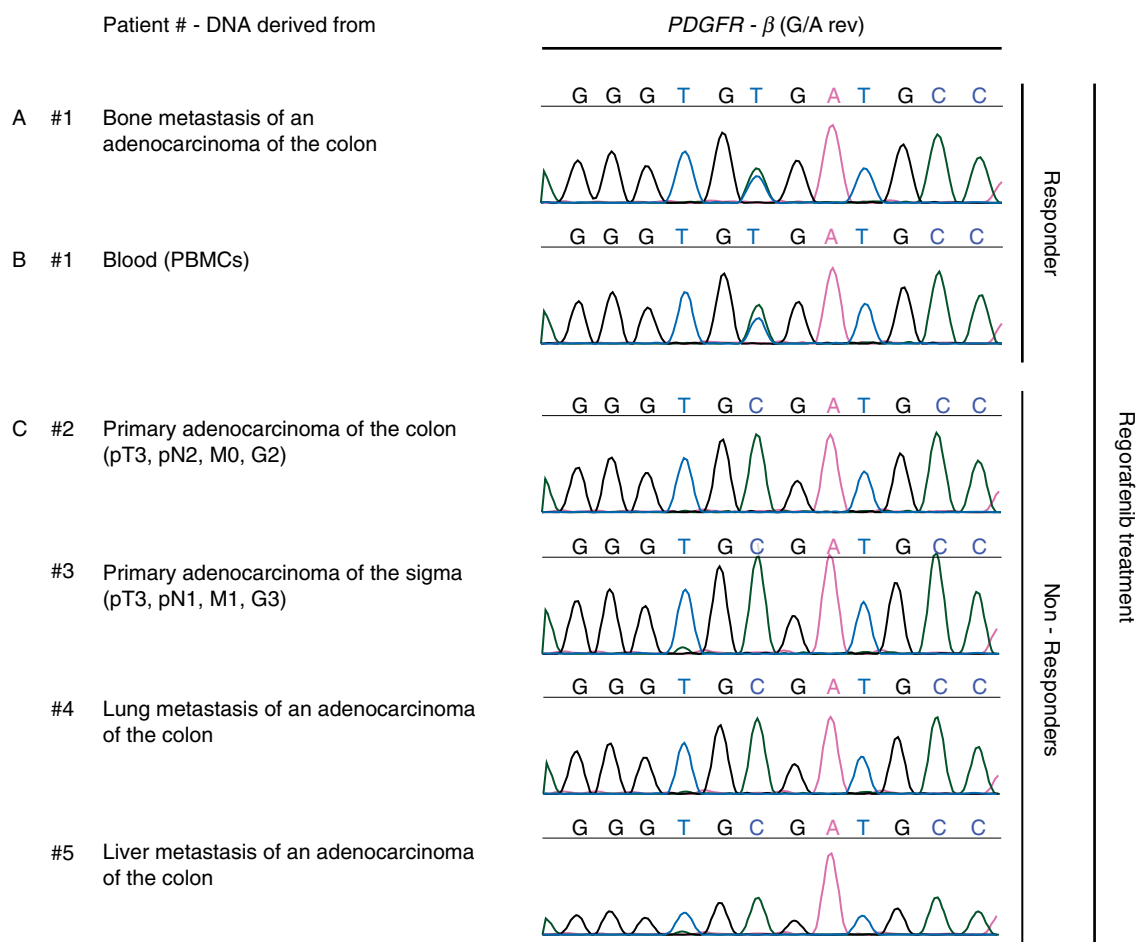 Patient # - DNA derived from
PDGFR - β (G/A rev)
A #1 Bone metastasis of an
adenocarcinoma of the colon
G G G T G T G A T G C C
B #1 Blood (PBMCs)
G G G T G T G A T G C C
Responder
C #2 Primary adenocarcinoma of the colon
(pT3, pN2, M0, G2)
G G G T G C G A T G C C
#3 Primary adenocarcinoma of the sigma
(pT3, pN1, M1, G3)
G G G T G C G A T G C C
#4 Lung metastasis of an adenocarcinoma
of the colon
G G G T G C G A T G C C
#5 Liver metastasis of an adenocarcinoma
of the colon
G G G T G C G A T G C C
Non - Responders
Regorafenib treatment